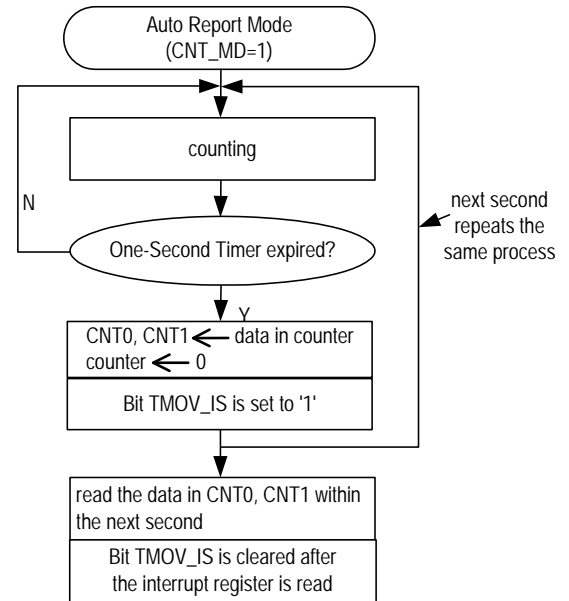 Auto Report Mode
(CNT_MD=1)
counting
N
next second
repeats the
same process
One-Second Timer expired?
Y
CNT0, CNT1 ← data in counter
counter ← 0
Bit TMOV_IS is set to '1'
read the data in CNT0, CNT1 within
the next second
Bit TMOV_IS is cleared after
the interrupt register is read